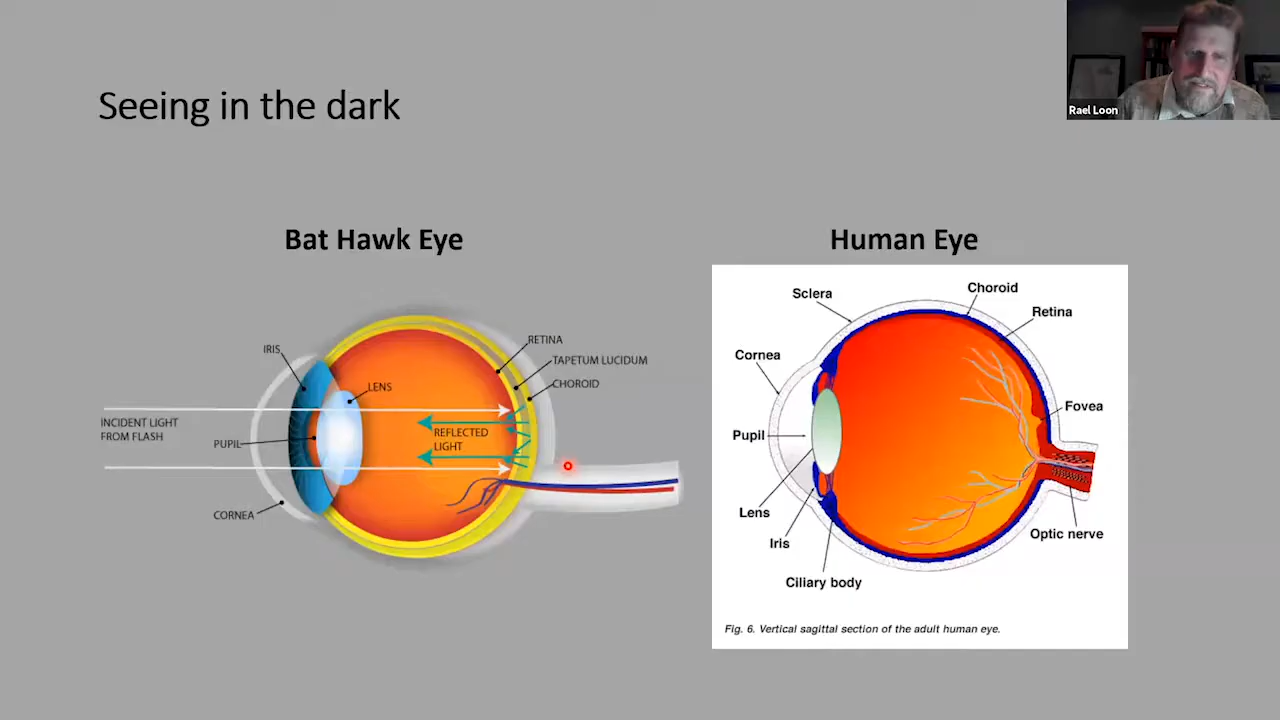 Rael Loon
Seeing in the dark
Bat Hawk Eye
IRIS
LENS
RETINA
TAPETUM LUCIDUM
CHOROID
INCIDENT LIGHT
FROM FLASH
PUPIL
REFLECTED
LIGHT
CORNEA
Human Eye
Sclera
Choroid
Retina
Cornea
Fovea
Pupil
Lens
Iris
Optic nerve
Ciliary body
Fig. 6. Vertical sagittal section of the adult human eye.